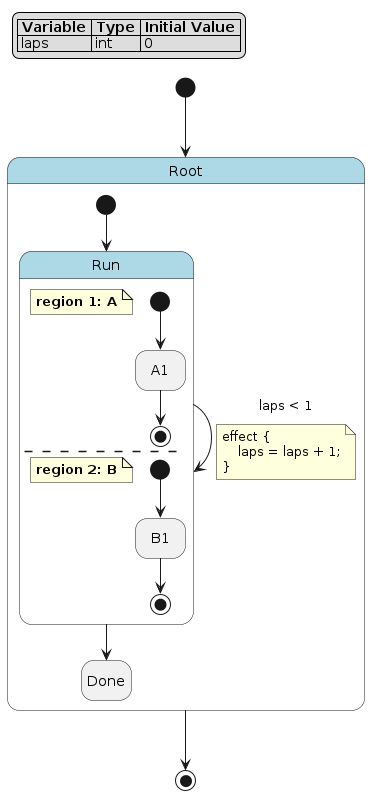 Variable Type Initial Value
laps int 0
Root
Run
region 1: A
A1
laps < 1
effect {
    laps = laps + 1;
}
region 2: B
B1
Done